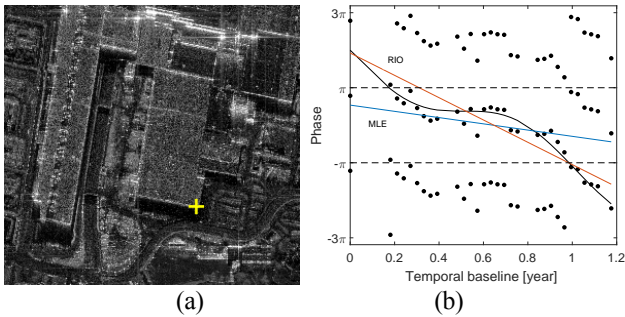 3π
π
-π
-3π
Phase
RIO
MLE
0 0.2 0.4 0.6 0.8 1 1.2
Temporal baseline [year]
(a) (b)